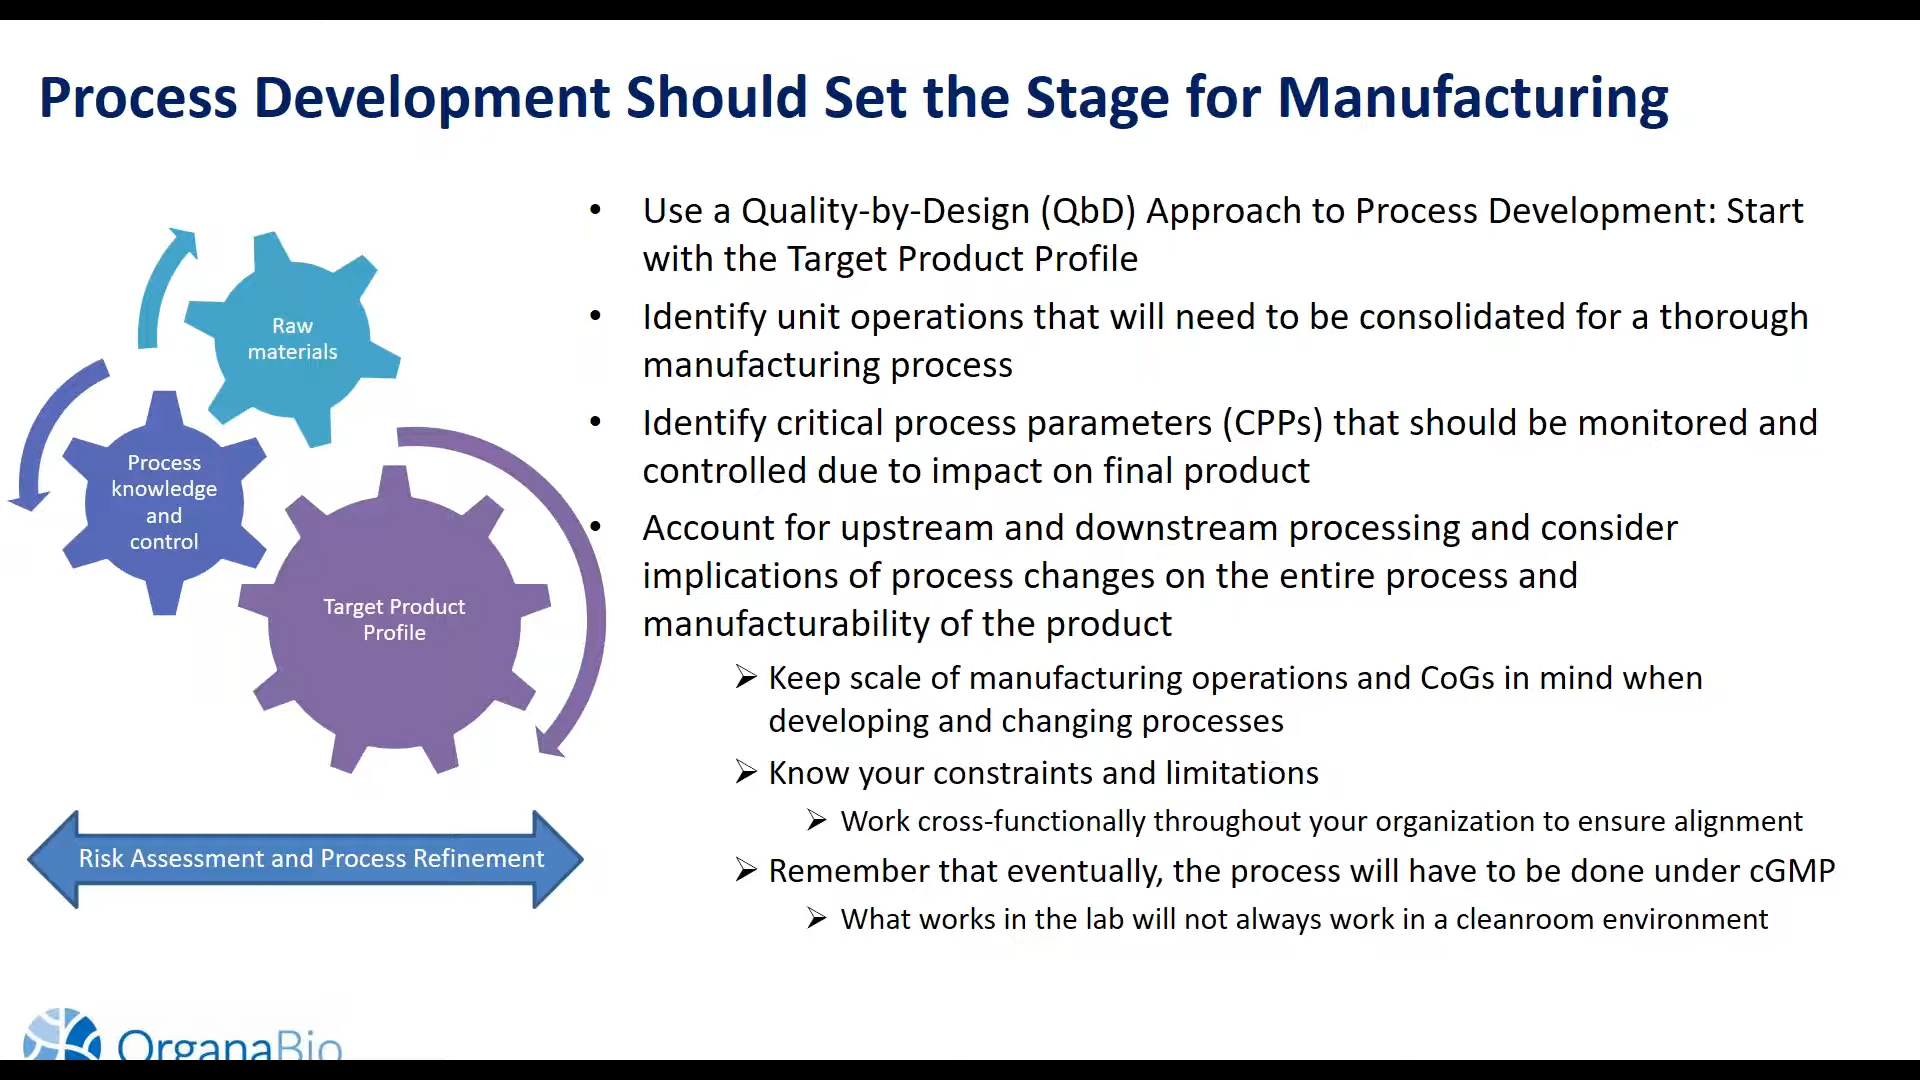 Process Development Should Set the Stage for Manufacturing
Raw
materials
Process
knowledge
and
control
Target Product
Profile
Risk Assessment and Process Refinement
• Use a Quality-by-Design (QbD) Approach to Process Development: Start
with the Target Product Profile
• Identify unit operations that will need to be consolidated for a thorough
manufacturing process
• Identify critical process parameters (CPPs) that should be monitored and
controlled due to impact on final product
• Account for upstream and downstream processing and consider
implications of process changes on the entire process and
manufacturability of the product
➢ Keep scale of manufacturing operations and CoGs in mind when
developing and changing processes
➢ Know your constraints and limitations
➢ Work cross-functionally throughout your organization to ensure alignment
➢ Remember that eventually, the process will have to be done under cGMP
➢ What works in the lab will not always work in a cleanroom environment
OrganaBio